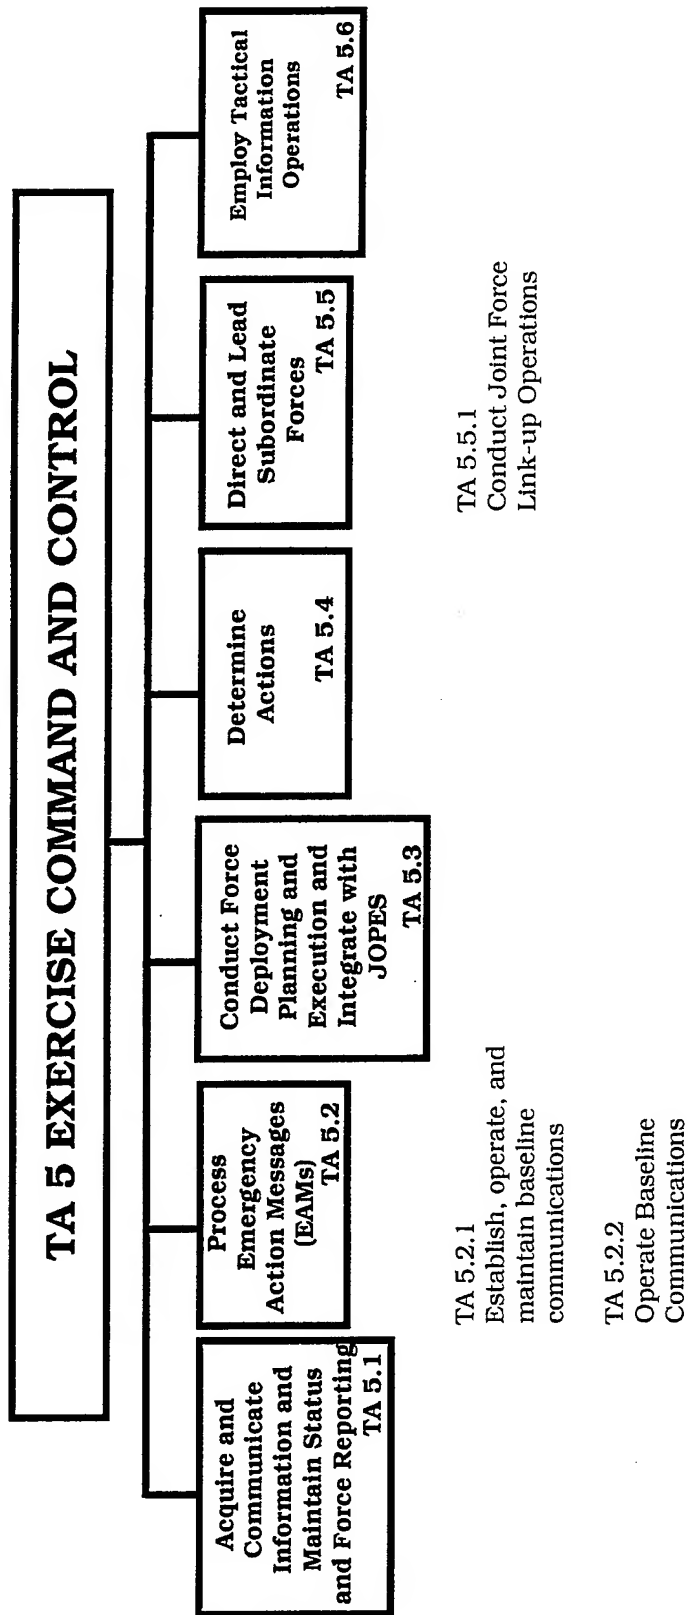 TA 5 EXERCISE COMMAND AND CONTROL
Acquire and
Communicate
Information and
Maintain Status
and Force Reporting
TA 5.1
Process
Emergency
Action Messages
(EAMs)
TA 5.2
Conduct Force
Deployment
Planning and
Execution and
Integrate with
JOPES
TA 5.3
Determine
Actions
TA 5.4
Direct and Lead
Subordinate
Forces
TA 5.5
Employ Tactical
Information
Operations
TA 5.6
TA 5.2.1
Establish, operate, and
maintain baseline
communications
TA 5.2.2
Operate Baseline
Communications
TA 5.5.1
Conduct Joint Force
Link-up Operations